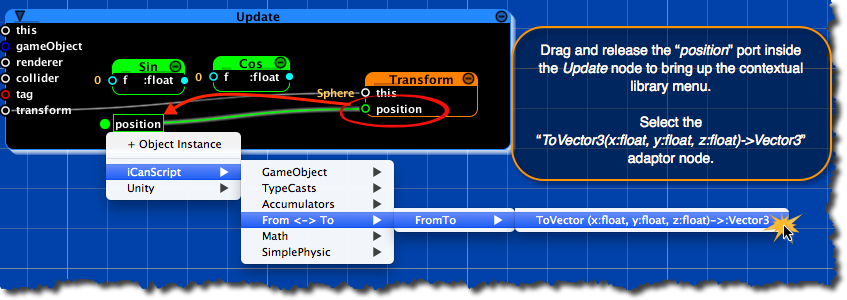 Update
this
gameObject
renderer
collider
tag
transform
Sin
0 f :float
Cos
0 f :float
Transform
Sphere this
position
position
+ Object Instance
iCanScript
Unity
GameObject
TypeCasts
Accumulators
From <-> To
Math
SimplePhysic
FromTo
ToVector (x:float, y:float, z:float)->:Vector3
Drag and release the “position” port inside
the Update node to bring up the contextual
library menu.
Select the
“ToVector3(x:float, y:float, z:float)->Vector3”
adaptor node.